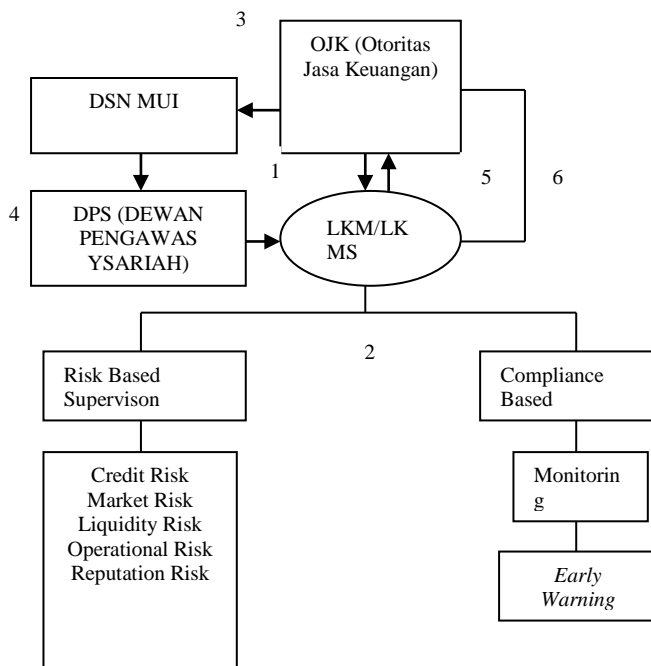 3
OJK (Otoritas
Jasa Keuangan)
DSN MUI
1
5
6
4
DPS (DEWAN
PENGAWAS
YSARIAH)
LKM/LK
MS
2
Risk Based
Supervison
Compliance
Based
Credit Risk
Market Risk
Liquidity Risk
Operational Risk
Reputation Risk
Monitorin
g
Early
Warning